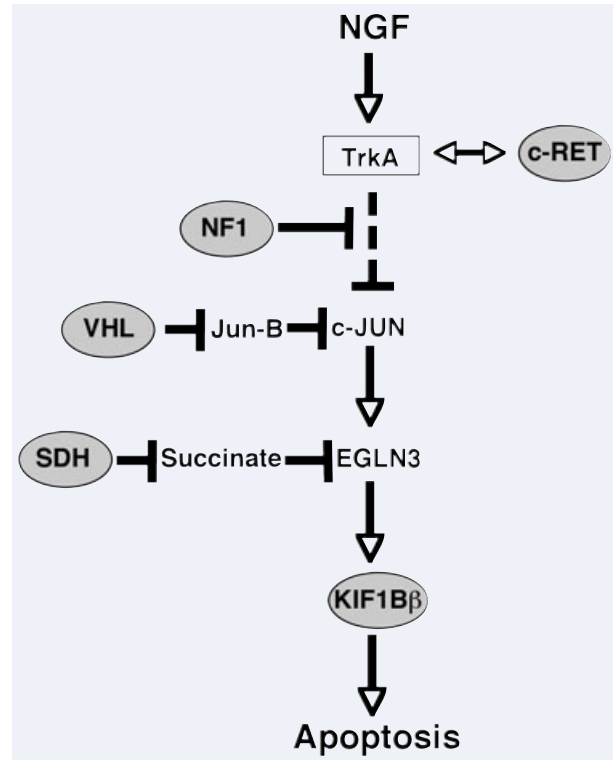 NGF
TrkA
c-RET
NF1
VHL
Jun-B
c-JUN
SDH
Succinate
EGLN3
KIF1Bβ
Apoptosis